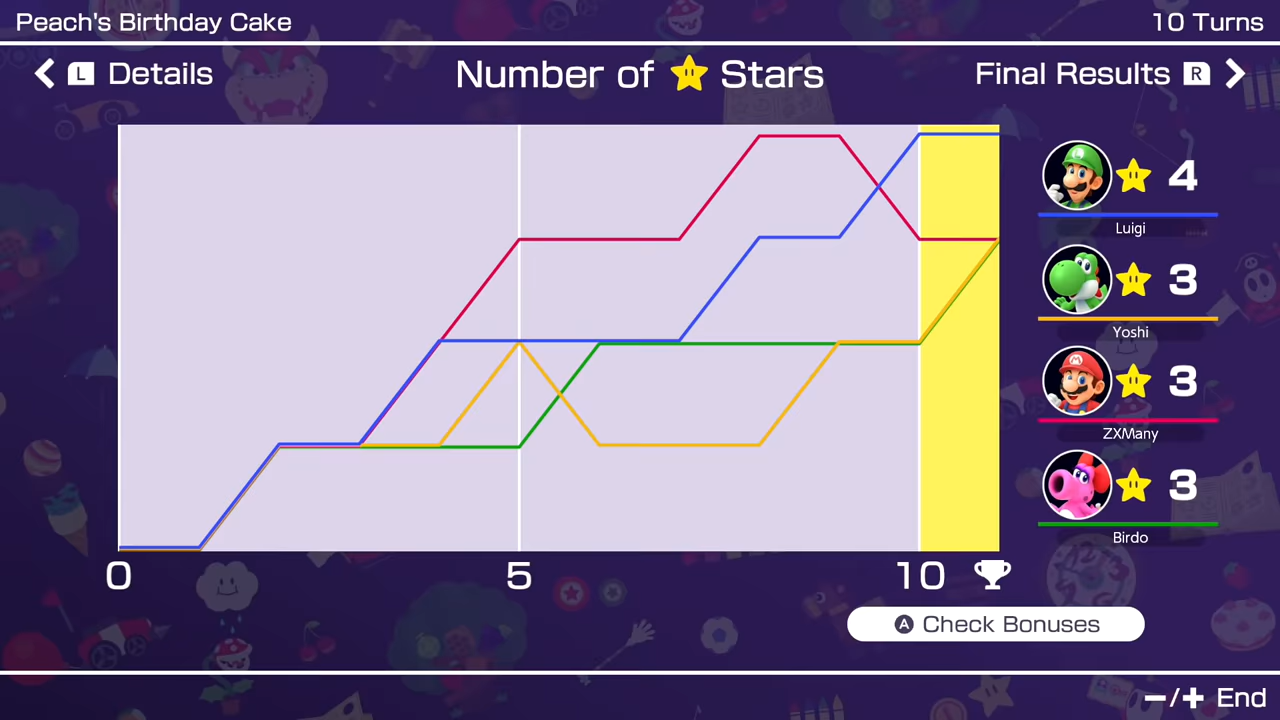 Peach's Birthday Cake
10 Turns
L Details
Number of Stars
Final Results R
4
Luigi
3
Yoshi
3
ZXMany
3
Birdo
0 5 10
A Check Bonuses
−/+ End